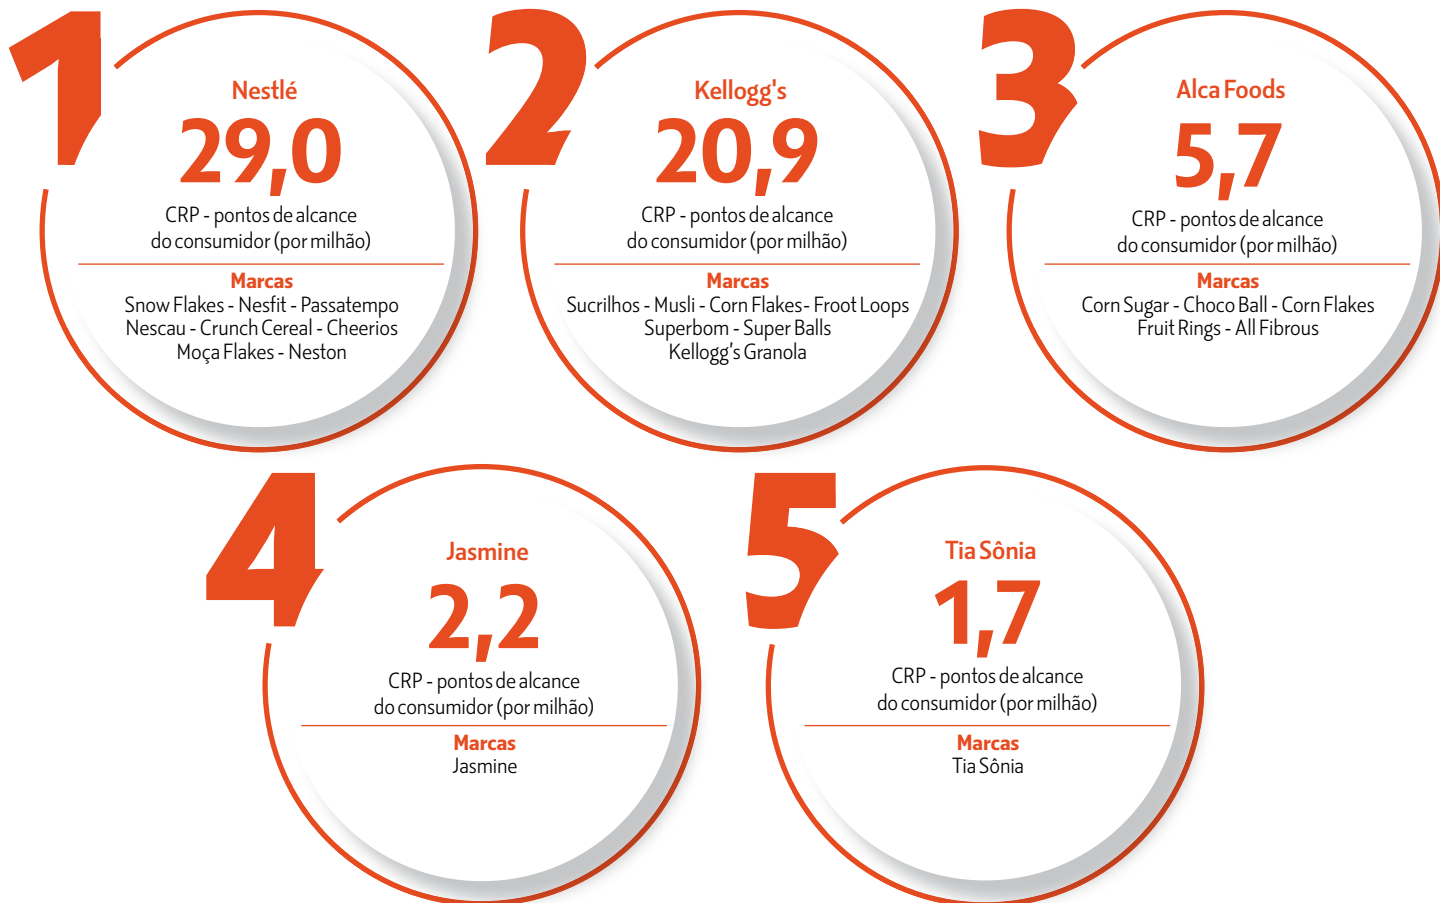 1
Nestlé
29,0
CRP - pontos de alcance
do consumidor (por milhão)
Marcas
Snow Flakes - Nesfit - Passatempo
Nescau - Crunch Cereal - Cheerios
Moça Flakes - Neston
2
Kellogg's
20,9
CRP - pontos de alcance
do consumidor (por milhão)
Marcas
Sucrilhos - Musli - Corn Flakes- Froot Loops
Superbom - Super Balls
Kellogg’s Granola
3
Alca Foods
5,7
CRP - pontos de alcance
do consumidor (por milhão)
Marcas
Corn Sugar - Choco Ball - Corn Flakes
Fruit Rings - All Fibrous
4
Jasmine
2,2
CRP - pontos de alcance
do consumidor (por milhão)
Marcas
Jasmine
5
Tia Sônia
1,7
CRP - pontos de alcance
do consumidor (por milhão)
Marcas
Tia Sônia